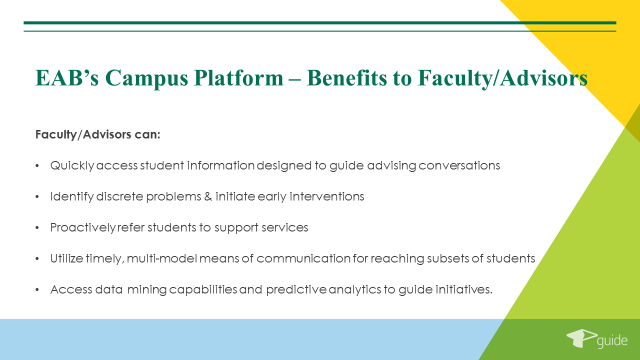 EAB’s Campus Platform – Benefits to Faculty/Advisors
Faculty/Advisors can:
• Quickly access student information designed to guide advising conversations
• Identify discrete problems & initiate early interventions
• Proactively refer students to support services
• Utilize timely, multi-model means of communication for reaching subsets of students
• Access data mining capabilities and predictive analytics to guide initiatives.
guide